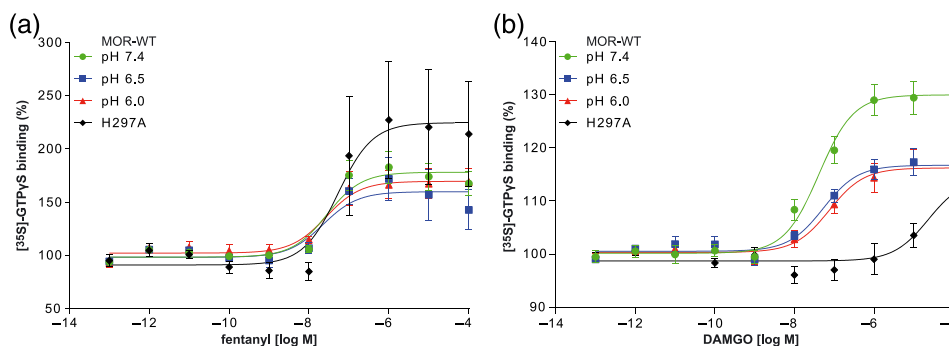 (a)
MOR-WT
pH 7.4
pH 6.5
pH 6.0
H297A
[35S]-GTPγS binding (%)
300
250
200
150
100
50
−14
−12
−10
−8
−6
−4
fentanyl [log M]
(b)
MOR-WT
pH 7.4
pH 6.5
pH 6.0
H297A
[35S]-GTPγS binding (%)
140
130
120
110
100
90
−14
−12
−10
−8
−6
DAMGO [log M]